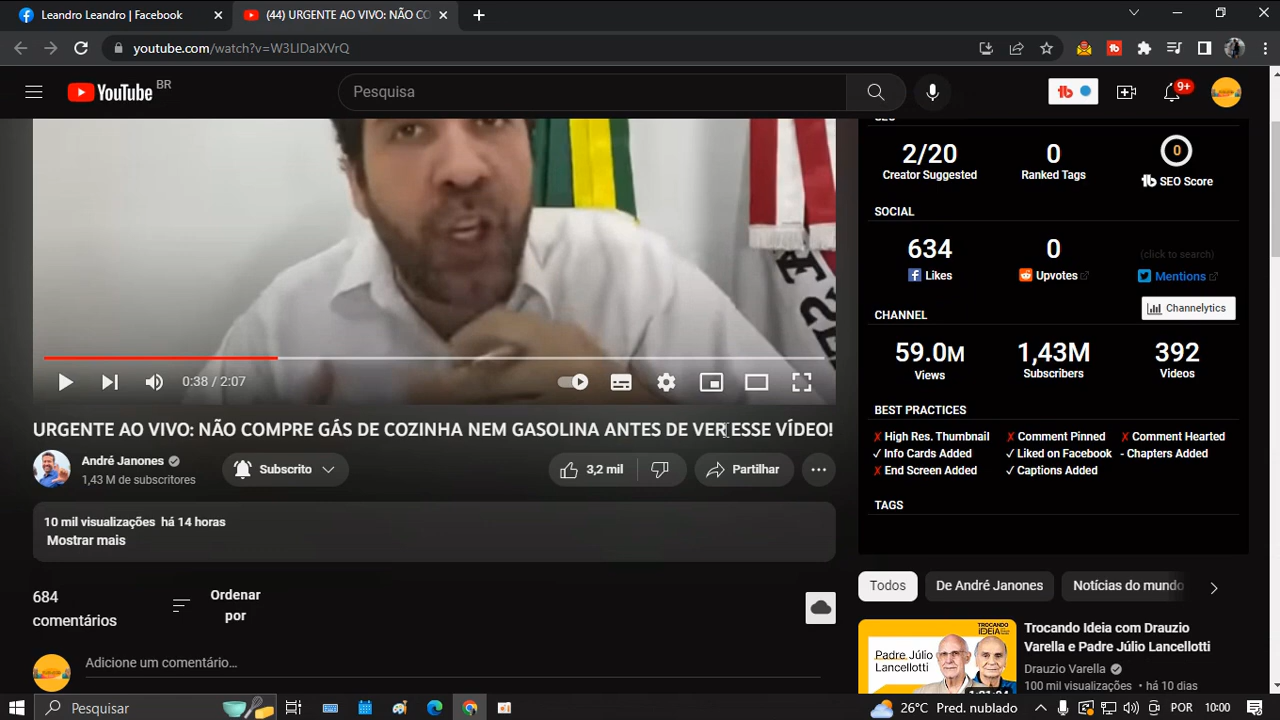 Leandro Leandro | Facebook
(44) URGENTE AO VIVO: NÃO CO
youtube.com/watch?v=W3LIDaIXVrQ
YouTube BR
Pesquisa
9+
2/20
Creator Suggested
0
Ranked Tags
0
SEO Score
SOCIAL
634
Likes
0
Upvotes
(click to search)
Mentions
Channelytics
CHANNEL
59.0M
Views
1,43M
Subscribers
392
Videos
BEST PRACTICES
✗ High Res. Thumbnail ✗ Comment Pinned ✗ Comment Hearted
✓ Info Cards Added ✓ Liked on Facebook - Chapters Added
✗ End Screen Added ✓ Captions Added
TAGS
0:38 / 2:07
URGENTE AO VIVO: NÃO COMPRE GÁS DE COZINHA NEM GASOLINA ANTES DE VER ESSE VÍDEO!
André Janones
1,43 M de subscritores
Subscrito
3,2 mil
Partilhar
10 mil visualizações há 14 horas
Mostrar mais
684
comentários
Ordenar
por
Adicione um comentário...
Todos
De André Janones
Notícias do mundo
TROCANDO
IDEIA
Padre Júlio
Lancellotti
Trocando Ideia com Drauzio
Varella e Padre Júlio Lancellotti
Drauzio Varella
100 mil visualizações • há 10 dias
Pesquisar
26°C Pred. nublado
POR
10:00